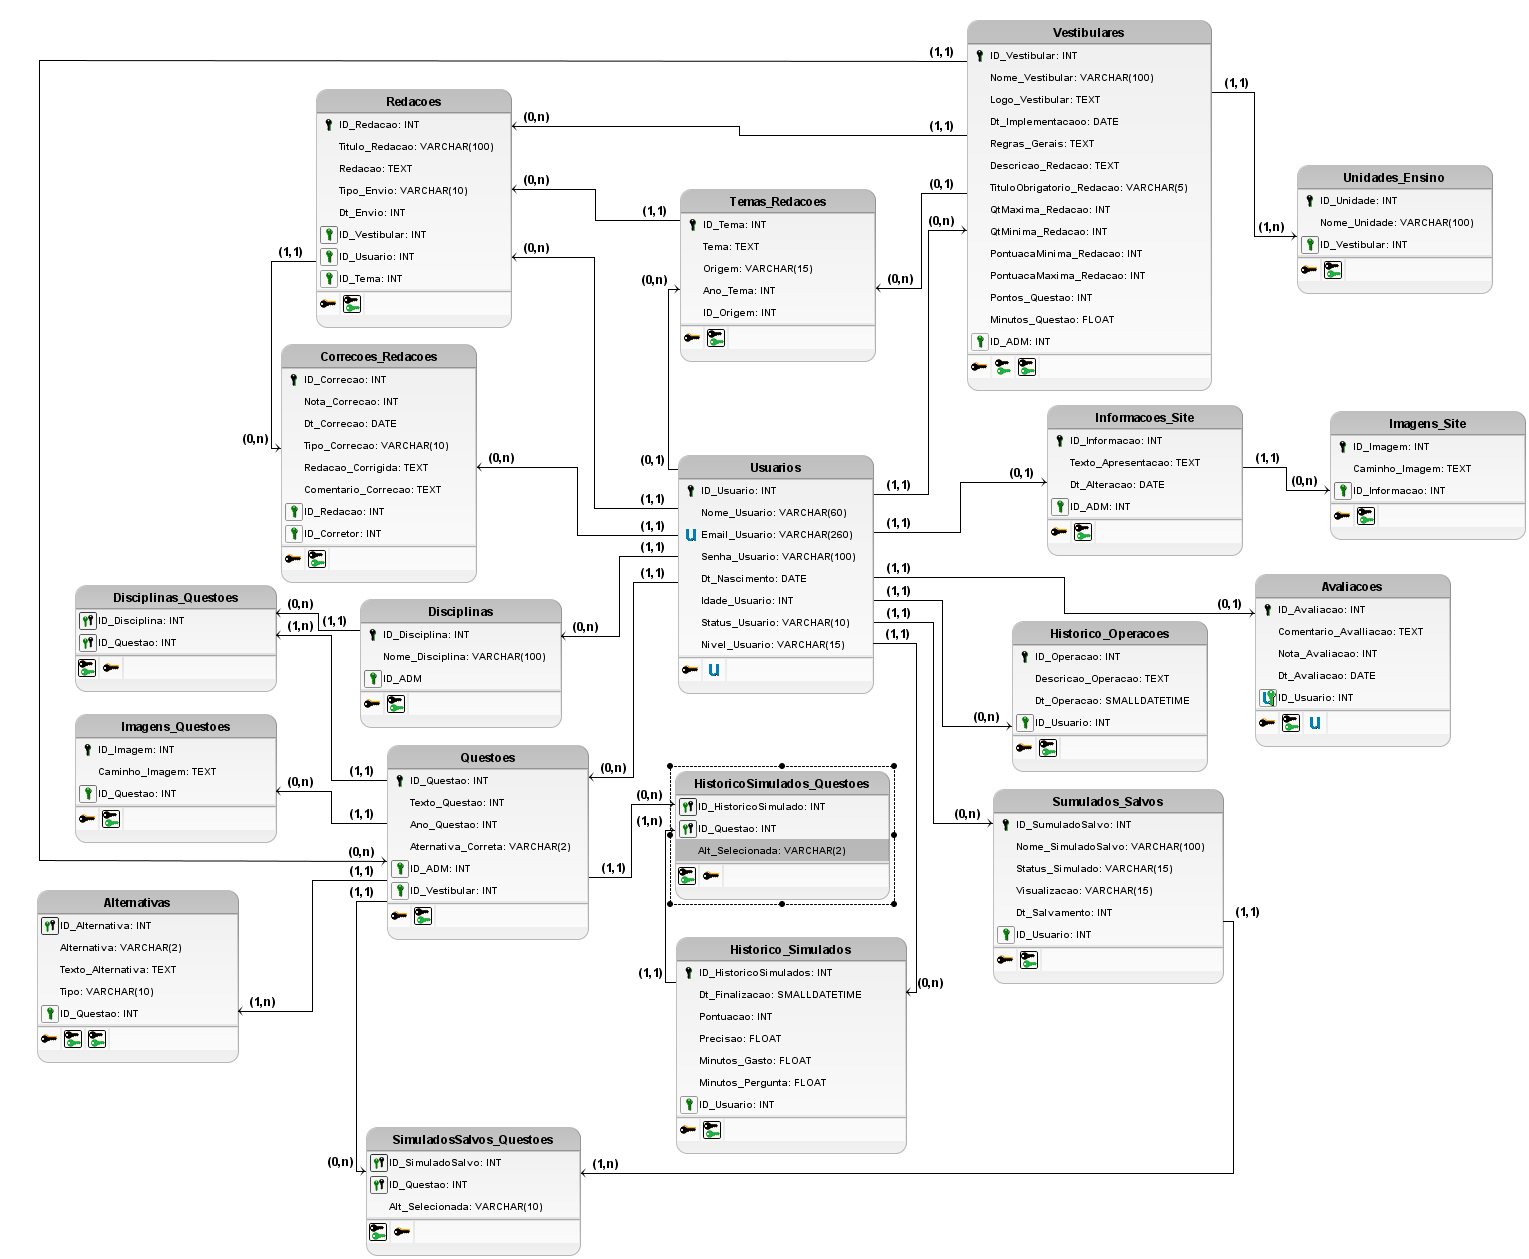 Vestibulares
ID_Vestibular: INT
Nome_Vestibular: VARCHAR(100)
Logo_Vestibular: TEXT
Dt_Implementacaoo: DATE
Regras_Gerais: TEXT
Descricao_Redacao: TEXT
TituloObrigatorio_Redacao: VARCHAR(5)
QtMaxima_Redacao: INT
QtMinima_Redacao: INT
PontuacaMinima_Redacao: INT
PontuacaMaxima_Redacao: INT
Pontos_Questao: INT
Minutos_Questao: FLOAT
ID_ADM: INT
(1,1)
(1,1)
(0,1)
(0,n)
(1,1)
(1,n)
Redacoes
ID_Redacao: INT
Titulo_Redacao: VARCHAR(100)
Redacao: TEXT
Tipo_Envio: VARCHAR(10)
Dt_Envio: INT
ID_Vestibular: INT
ID_Usuario: INT
ID_Tema: INT
(0,n)
(0,n)
(0,n)
(1,1)
Temas_Redacoes
ID_Tema: INT
Tema: TEXT
Origem: VARCHAR(15)
Ano_Tema: INT
ID_Origem: INT
(1,1)
(0,n)
(0,n)
Unidades_Ensino
ID_Unidade: INT
Nome_Unidade: VARCHAR(100)
ID_Vestibular: INT
Correcoes_Redacoes
ID_Correcao: INT
Nota_Correcao: INT
Dt_Correcao: DATE
Tipo_Correcao: VARCHAR(10)
Redacao_Corrigida: TEXT
Comentario_Correcao: TEXT
ID_Redacao: INT
ID_Corretor: INT
(0,n)
(0,n)
Usuarios
ID_Usuario: INT
Nome_Usuario: VARCHAR(60)
u Email_Usuario: VARCHAR(260)
Senha_Usuario: VARCHAR(100)
Dt_Nascimento: DATE
Idade_Usuario: INT
Status_Usuario: VARCHAR(10)
Nivel_Usuario: VARCHAR(15)
u
(0,1)
(1,1)
(1,1)
(1,1)
(1,1)
(1,1)
(1,1)
(1,1)
(1,1)
(1,1)
(1,1)
Informacoes_Site
ID_Informacao: INT
Texto_Apresentacao: TEXT
Dt_Alteracao: DATE
ID_ADM: INT
(0,1)
(1,1)
(0,n)
Imagens_Site
ID_Imagem: INT
Caminho_Imagem: TEXT
ID_Informacao: INT
Disciplinas_Questoes
ID_Disciplina: INT
ID_Questao: INT
(0,n)
(1,n)
(1,1)
Disciplinas
ID_Disciplina: INT
Nome_Disciplina: VARCHAR(100)
ID_ADM
(0,n)
Historico_Operacoes
ID_Operacao: INT
Descricao_Operacao: TEXT
Dt_Operacao: SMALLDATETIME
ID_Usuario: INT
(0,n)
Avaliacoes
ID_Avaliacao: INT
Comentario_Avalliacao: TEXT
Nota_Avaliacao: INT
Dt_Avaliacao: DATE
ID_Usuario: INT
u
(0,1)
Imagens_Questoes
ID_Imagem: INT
Caminho_Imagem: TEXT
ID_Questao: INT
(0,n)
Questoes
ID_Questao: INT
Texto_Questao: INT
Ano_Questao: INT
Aternativa_Correta: VARCHAR(2)
ID_ADM: INT
ID_Vestibular: INT
(1,1)
(1,1)
(0,n)
(1,1)
(1,1)
(0,n)
(1,1)
HistoricoSimulados_Questoes
ID_HistoricoSimulado: INT
ID_Questao: INT
Alt_Selecionada: VARCHAR(2)
(0,n)
(1,n)
Sumulados_Salvos
ID_SumuladoSalvo: INT
Nome_SimuladoSalvo: VARCHAR(100)
Status_Simulado: VARCHAR(15)
Visualizacao: VARCHAR(15)
Dt_Salvamento: INT
ID_Usuario: INT
(0,n)
(1,1)
Alternativas
ID_Alternativa: INT
Alternativa: VARCHAR(2)
Texto_Alternativa: TEXT
Tipo: VARCHAR(10)
ID_Questao: INT
(1,n)
Historico_Simulados
ID_HistoricoSimulados: INT
Dt_Finalizacao: SMALLDATETIME
Pontuacao: INT
Precisao: FLOAT
Minutos_Gasto: FLOAT
Minutos_Pergunta: FLOAT
ID_Usuario: INT
(1,1)
(0,n)
SimuladosSalvos_Questoes
ID_SimuladoSalvo: INT
ID_Questao: INT
Alt_Selecionada: VARCHAR(10)
(0,n)
(1,n)